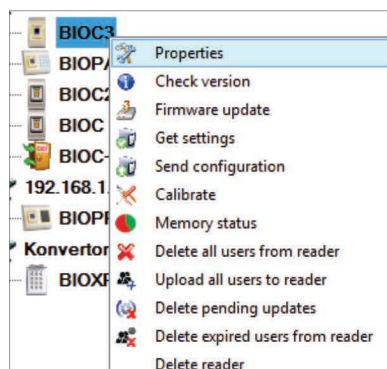 BIOC3
Properties
Check version
BIOC2
Firmware update
BIOC
Get settings
BIOC-
Send configuration
192.168.1.
Calibrate
Memory status
Konvertor
Delete all users from reader
Upload all users to reader
Delete pending updates
Delete expired users from reader
Delete reader